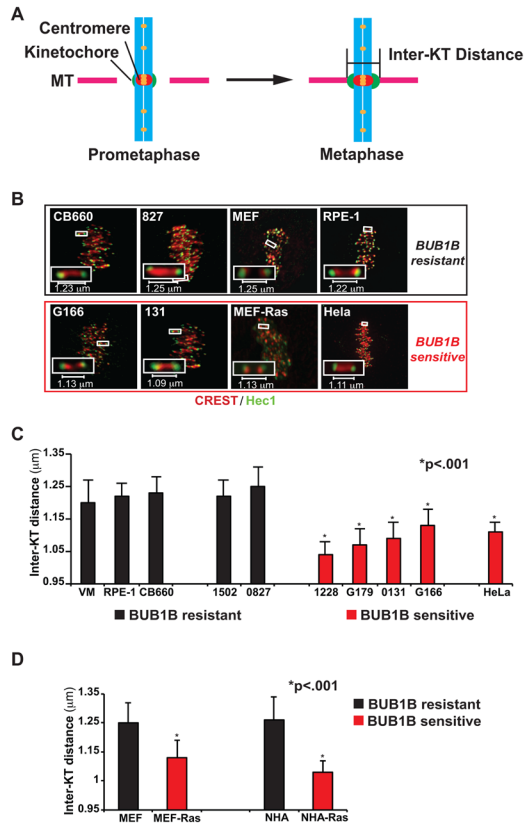 A
Centromere
Kinetochore
Inter-KT Distance
MT
Prometaphase
Metaphase
B
CB660 827 MEF RPE-1
BUB1B resistant
1.23 µm 1.25 µm 1.25 µm 1.22 µm
G166 131 MEF-Ras Hela
BUB1B sensitive
1.13 µm 1.09 µm 1.13 µm 1.11 µm
CREST/Hec1
C
Inter-KT distance (µm)
1.35
1.25
1.15
1.05
0.95
*p<.001
* * * * *
VM RPE-1 CB660 1502 0827 1228 G179 0131 G166 HeLa
BUB1B resistant BUB1B sensitive
D
Inter-KT distance (µm)
1.35
1.25
1.15
1
0.95
*p<.001
* *
BUB1B resistant
BUB1B sensitive
MEF MEF-Ras NHA NHA-Ras